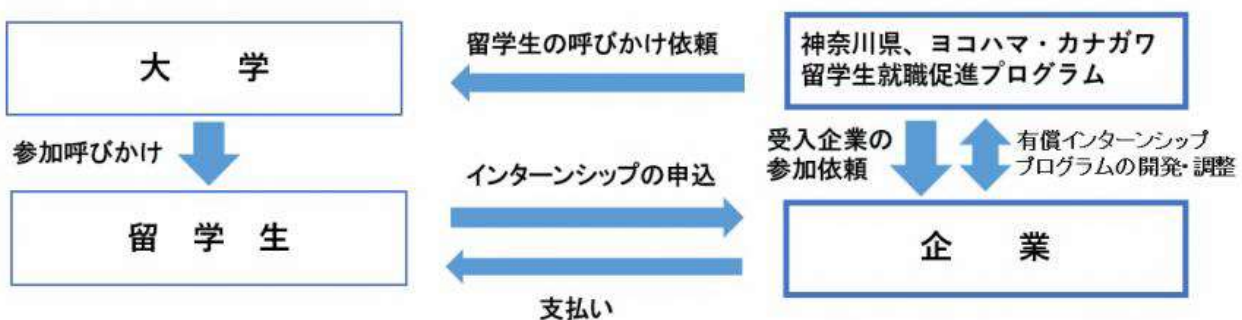 大　学
留学生の呼びかけ依頼
神奈川県、ヨコハマ・カナガワ
留学生就職促進プログラム
参加呼びかけ
受入企業の
参加依頼
有償インターンシップ
プログラムの開発・調整
インターンシップの申込
留　学　生
企　業
支払い